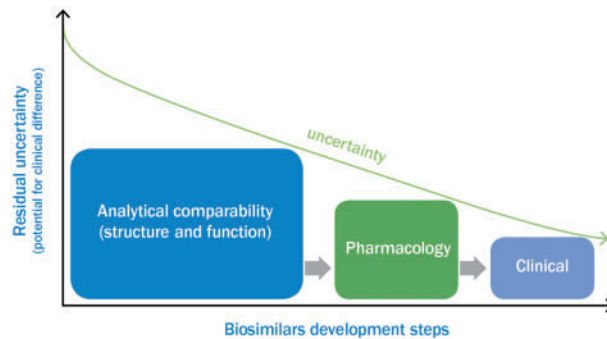 Residual uncertainty
(potential for clinical difference)
uncertainty
Analytical comparability
(structure and function)
Pharmacology
Clinical
Biosimilars development steps